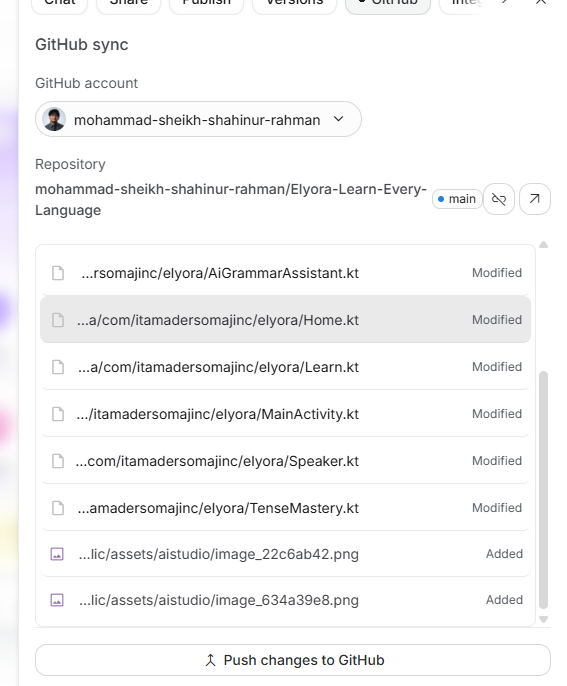 Chat Share Publish Versions GitHub
GitHub sync
GitHub account
mohammad-sheikh-shahinur-rahman
Repository
mohammad-sheikh-shahinur-rahman/Elyora-Learn-Every-
Language
main
...rsomajinc/elyora/AiGrammarAssistant.kt Modified
...a/com/itamadersomajinc/elyora/Home.kt Modified
...a/com/itamadersomajinc/elyora/Learn.kt Modified
.../itamadersomajinc/elyora/MainActivity.kt Modified
...com/itamadersomajinc/elyora/Speaker.kt Modified
...amadersomajinc/elyora/TenseMastery.kt Modified
...lic/assets/aistudio/image_22c6ab42.png Added
...lic/assets/aistudio/image_634a39e8.png Added
Push changes to GitHub